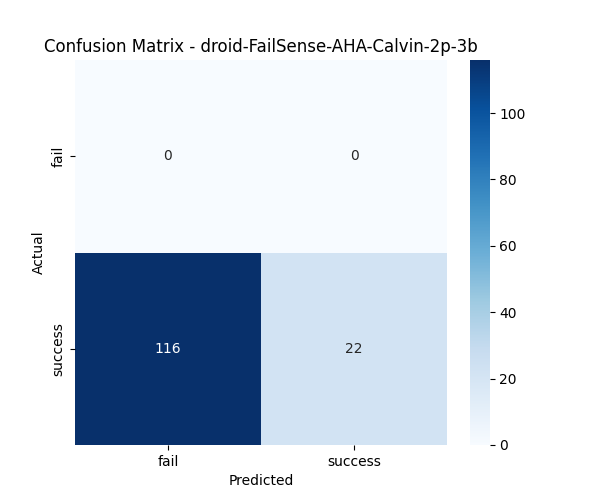 Confusion Matrix - droid-FailSense-AHA-Calvin-2p-3b
Actual
fail
success
0
0
116
22
fail
success
Predicted
100
80
60
40
20
0